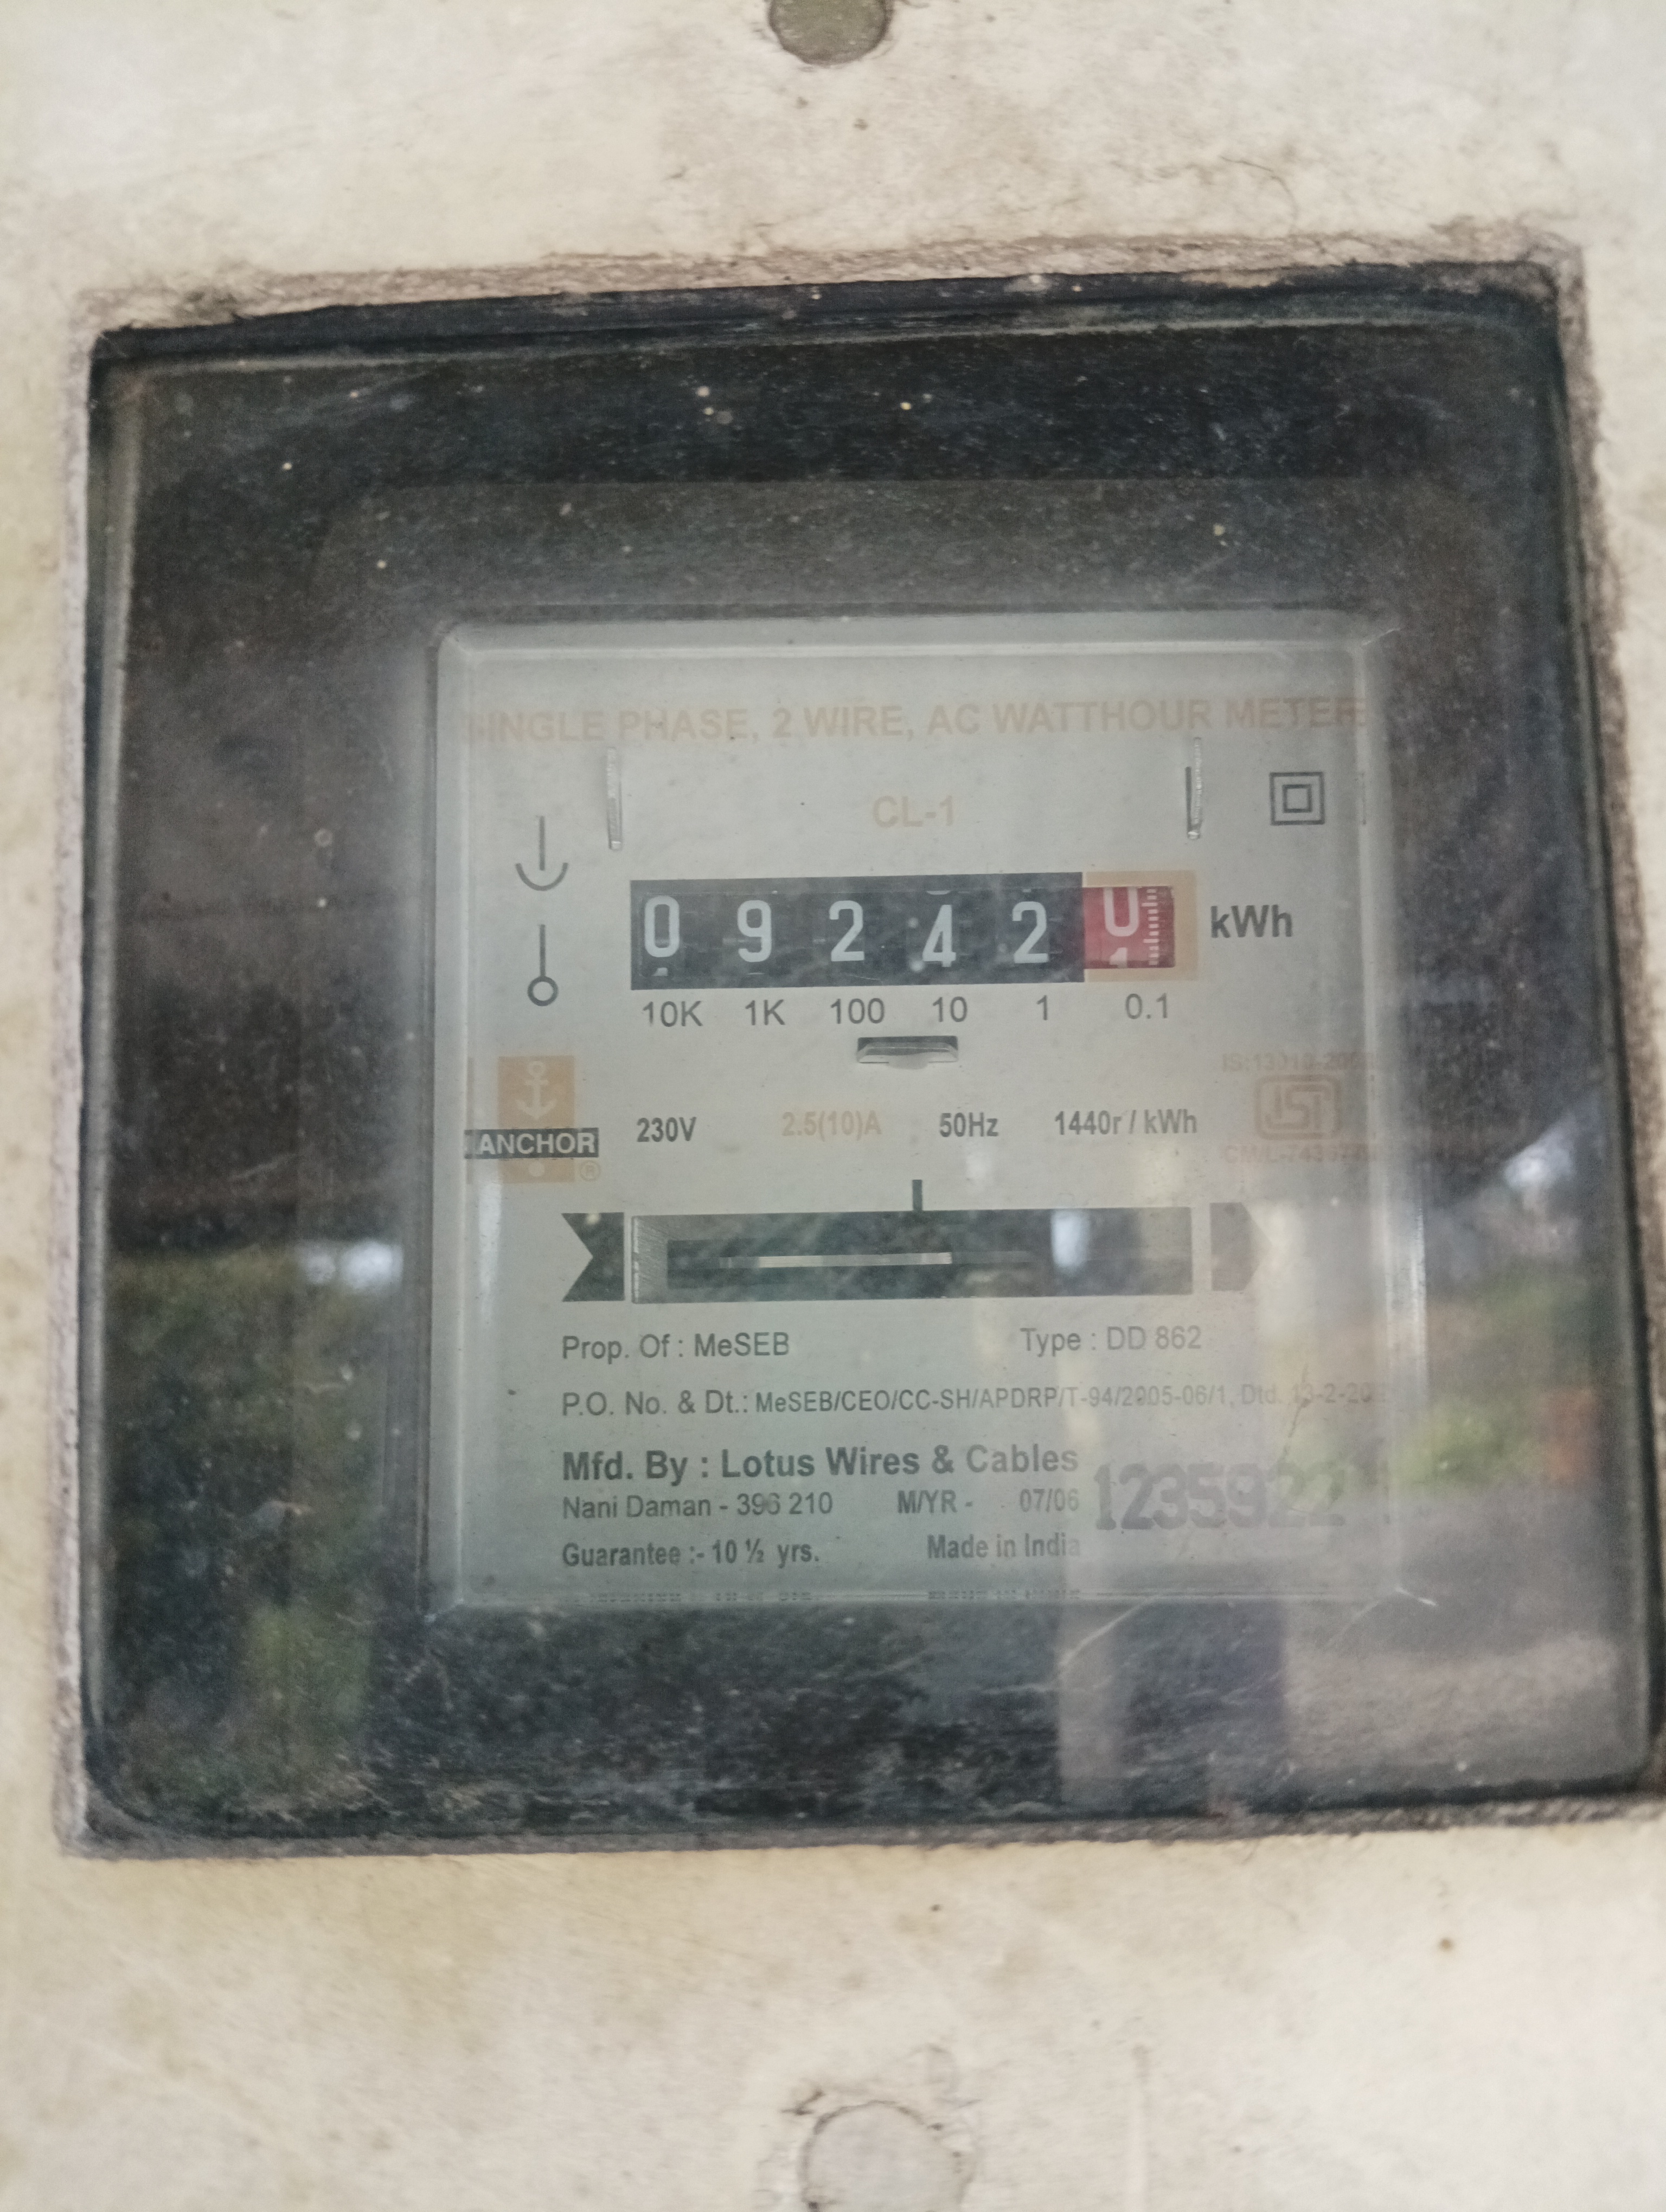 SINGLE PHASE, 2 WIRE, AC WATTHOUR METER
CL-1
0 9 2 4 2 0 kWh
10K 1K 100 10 1 0.1
ANCHOR ®
230V 2.5(10)A 50Hz 1440r / kWh
ISI
Prop. Of : MeSEB Type : DD 862
P.O. No. & Dt.: MeSEB/CEO/CC-SH/APDRP/T-94/2005-06/1, Dtd.
Mfd. By : Lotus Wires & Cables
Nani Daman - 396 210 M/YR - 07/06 1235922
Guarantee :- 10 ½ yrs. Made in India